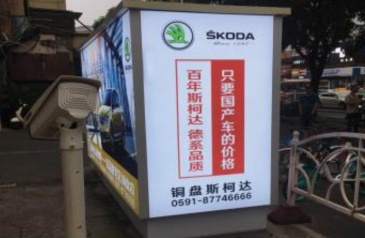 ŠKODA
百年斯柯达 德系品质
只要国产车的价格
铜盘斯柯达
0591-87746666